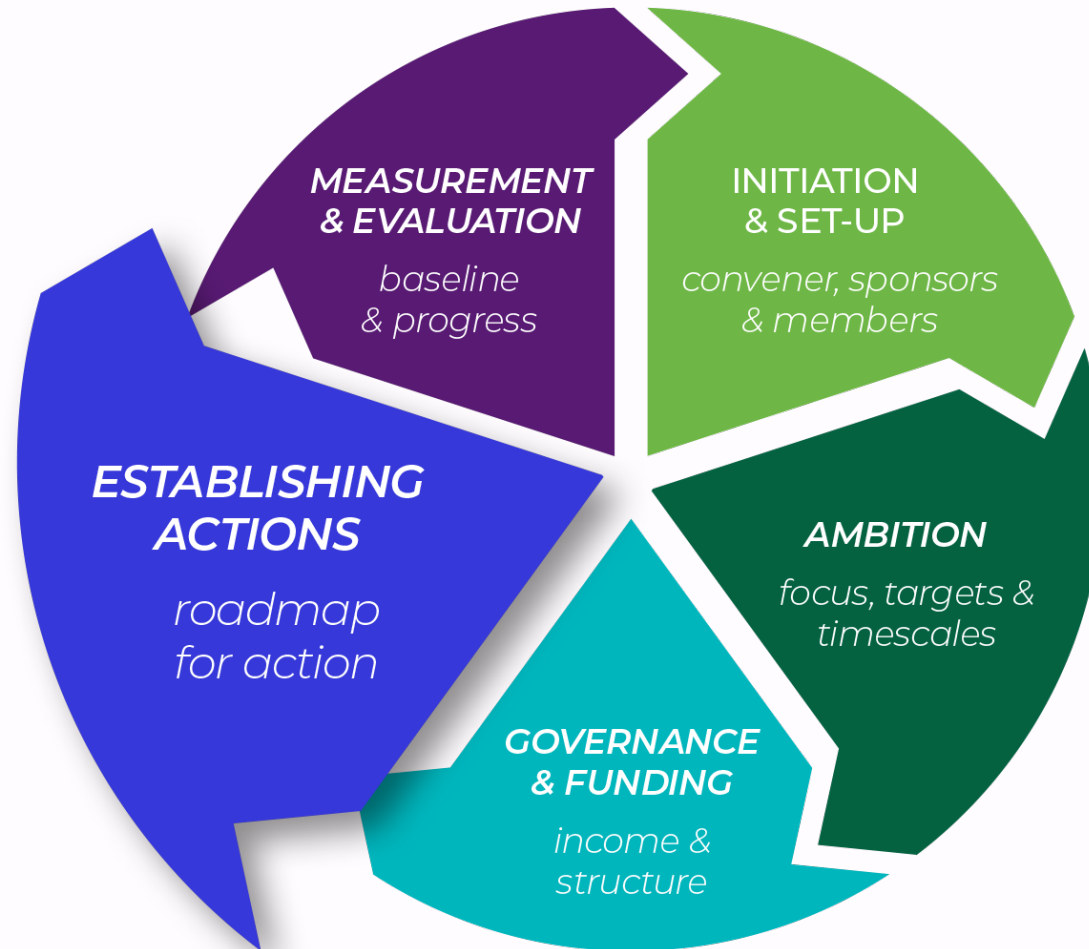 MEASUREMENT
& EVALUATION
baseline
& progress
INITIATION
& SET-UP
convener, sponsors
& members
ESTABLISHING
ACTIONS
roadmap
for action
AMBITION
focus, targets &
timescales
GOVERNANCE
& FUNDING
income &
structure